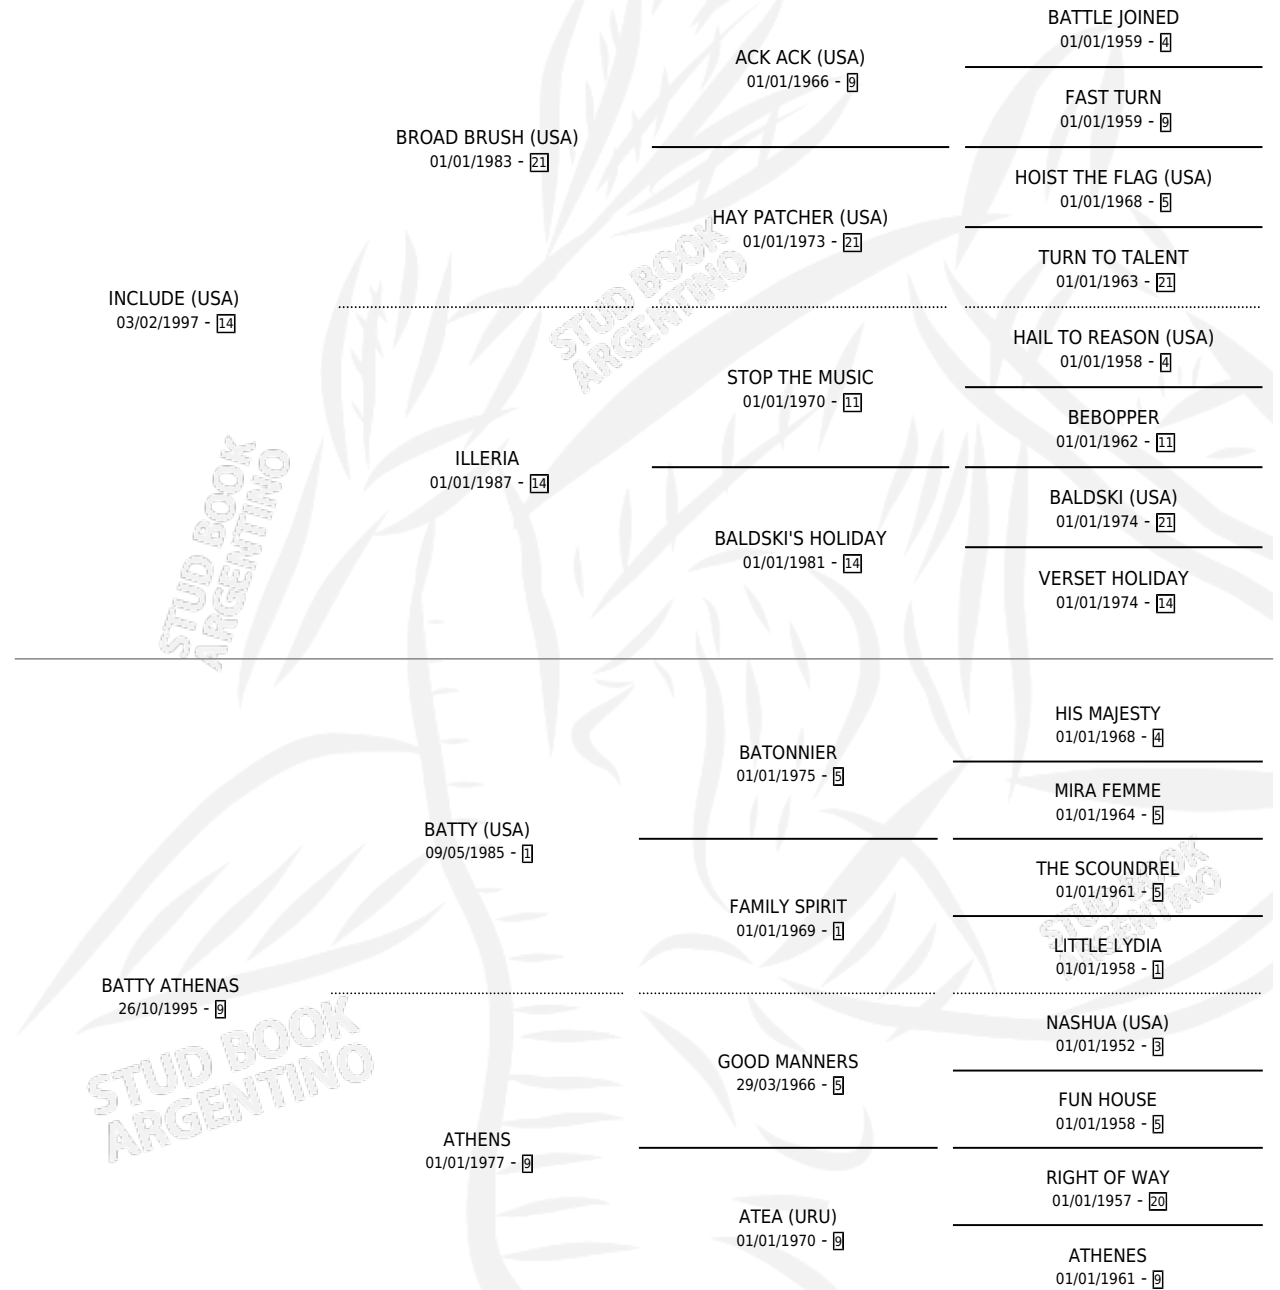 BATTLE JOINED
01/01/1959 - 4
ACK ACK (USA)
01/01/1966 - 9
FAST TURN
01/01/1959 - 9
BROAD BRUSH (USA)
01/01/1983 - 21
HOIST THE FLAG (USA)
01/01/1968 - 5
HAY PATCHER (USA)
01/01/1973 - 21
TURN TO TALENT
01/01/1963 - 21
INCLUDE (USA)
03/02/1997 - 14
HAIL TO REASON (USA)
01/01/1958 - 4
STOP THE MUSIC
01/01/1970 - 11
BEBOPPER
01/01/1962 - 11
ILLERIA
01/01/1987 - 14
BALDSKI (USA)
01/01/1974 - 21
BALDSKI'S HOLIDAY
01/01/1981 - 14
VERSET HOLIDAY
01/01/1974 - 14
HIS MAJESTY
01/01/1968 - 4
BATONNIER
01/01/1975 - 5
MIRA FEMME
01/01/1964 - 5
BATTY (USA)
09/05/1985 - 1
THE SCOUNDREL
01/01/1961 - 5
FAMILY SPIRIT
01/01/1969 - 1
LITTLE LYDIA
01/01/1958 - 1
BATTY ATHENAS
26/10/1995 - 9
NASHUA (USA)
01/01/1952 - 3
GOOD MANNERS
29/03/1966 - 5
FUN HOUSE
01/01/1958 - 5
ATHENS
01/01/1977 - 9
RIGHT OF WAY
01/01/1957 - 20
ATEA (URU)
01/01/1970 - 9
ATHENES
01/01/1961 - 9
STUD BOOK
ARGENTINO
STUD BOOK
ARGENTINO
STUD BOOK
ARGENTINO
STUD BOOK
ARGENTINO